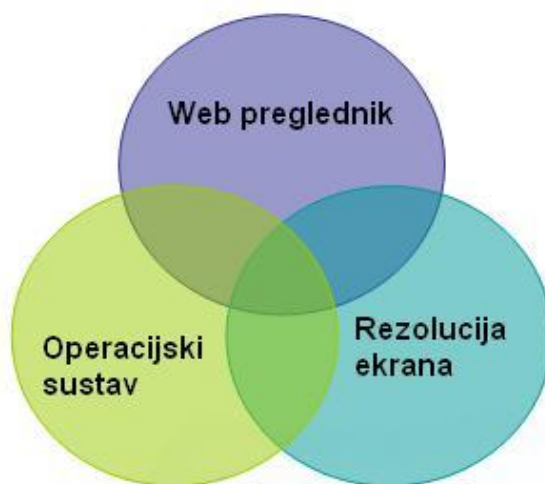 Web preglednik
Operacijski
sustav
Rezolucija
ekrana